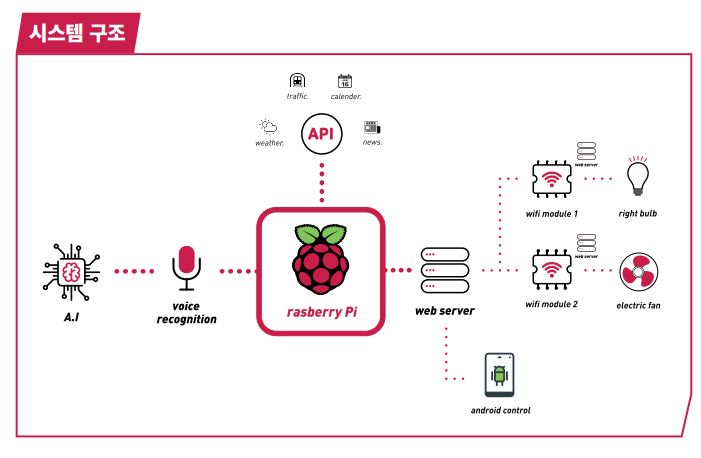 시스템 구조
traffic.
16
calender.
weather.
API
NEWS
news.
web server
wifi module 1
right bulb
A.I
voice
recognition
rasberry Pi
web server
web server
wifi module 2
electric fan
android control